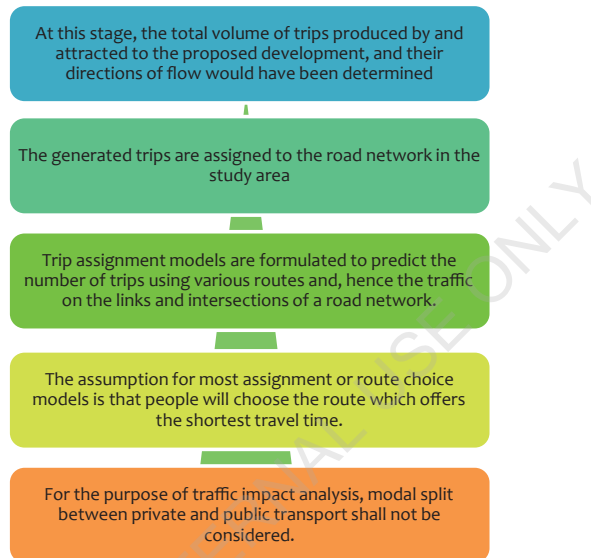 At this stage, the total volume of trips produced by and
attracted to the proposed development, and their
directions of flow would have been determined
The generated trips are assigned to the road network in the
study area
Trip assignment models are formulated to predict the
number of trips using various routes and, hence the traffic
on the links and intersections of a road network.
The assumption for most assignment or route choice
models is that people will choose the route which offers
the shortest travel time.
For the purpose of traffic impact analysis, modal split
between private and public transport shall not be
considered.
USE ONLY